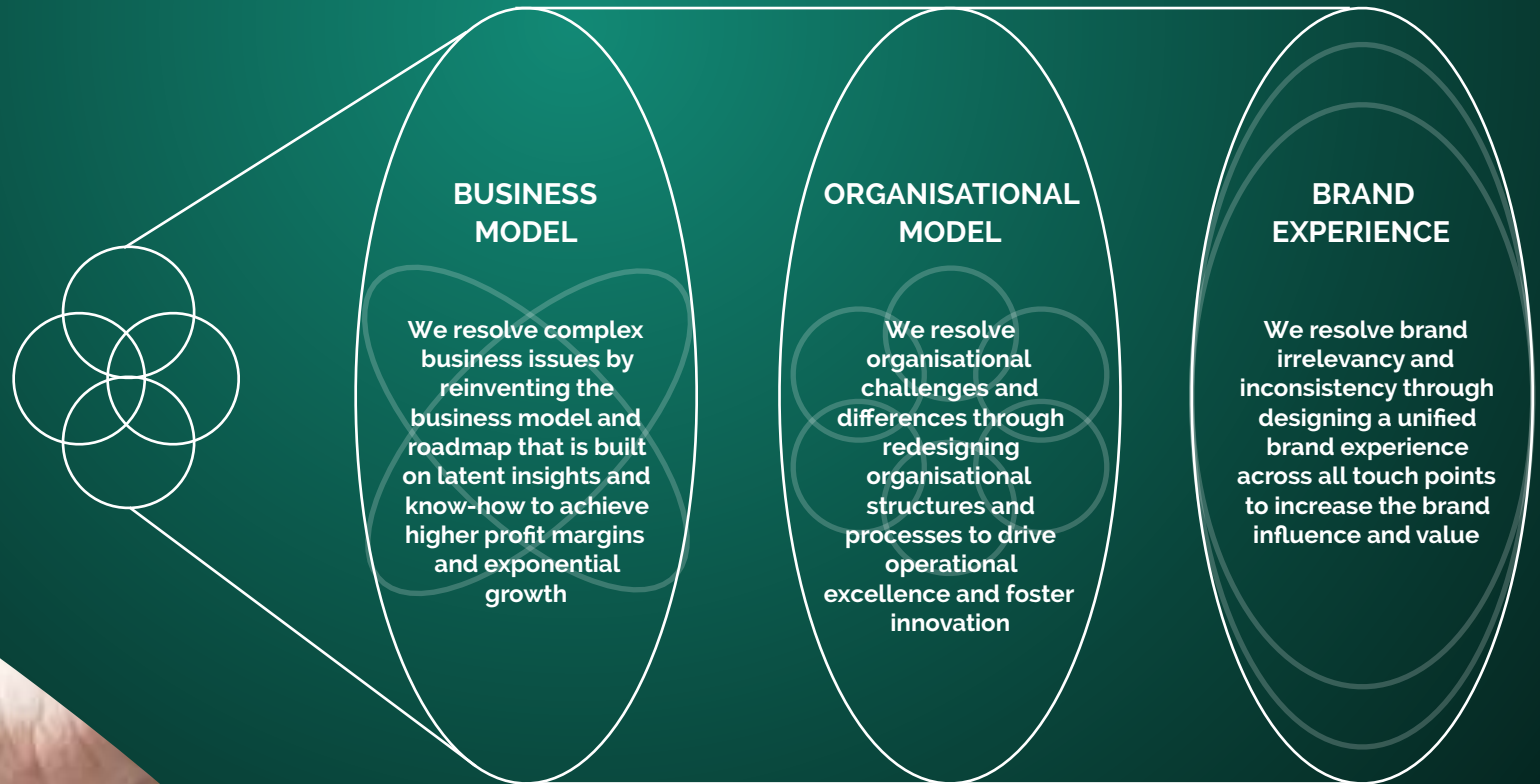 BUSINESS
MODEL
We resolve complex
business issues by
reinventing the
business model and
roadmap that is built
on latent insights and
know-how to achieve
higher profit margins
and exponential
growth
ORGANISATIONAL
MODEL
We resolve
organisational
challenges and
differences through
redesigning
organisational
structures and
processes to drive
operational
excellence and foster
innovation
BRAND
EXPERIENCE
We resolve brand
irrelevancy and
inconsistency through
designing a unified
brand experience
across all touch points
to increase the brand
influence and value